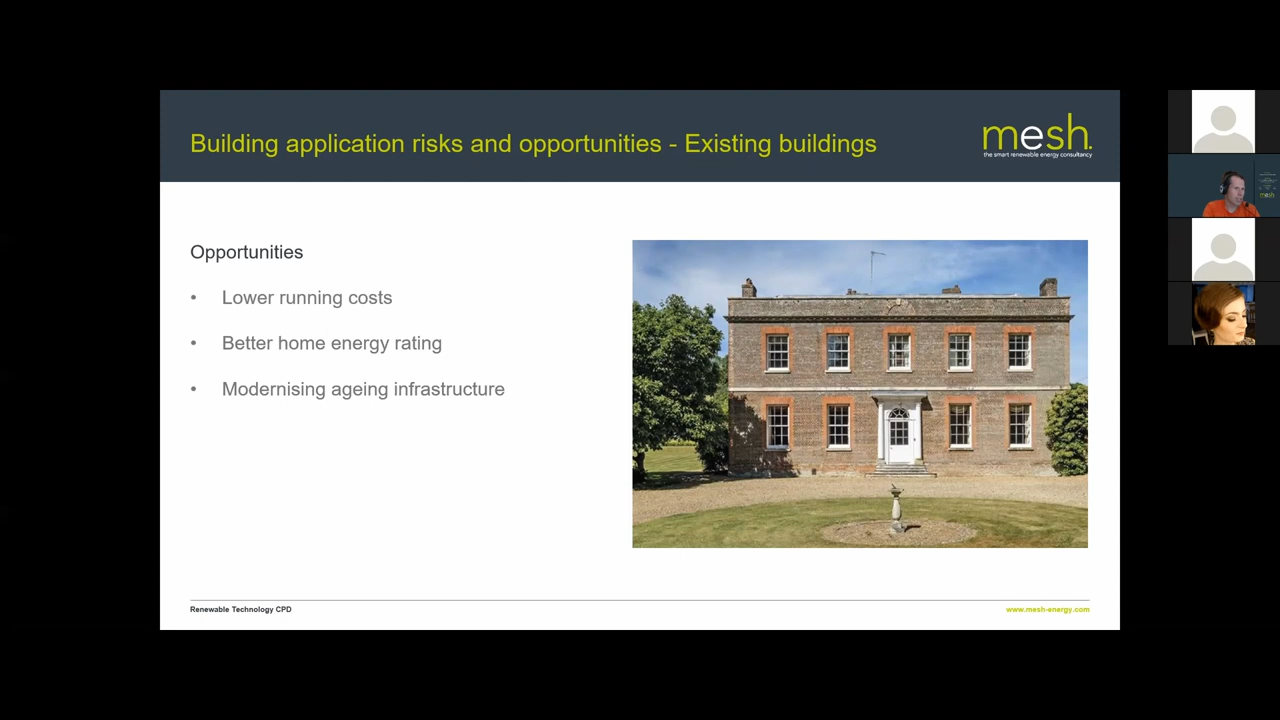 Building application risks and opportunities - Existing buildings
mesh.
the smart renewable energy consultancy
Opportunities
• Lower running costs
• Better home energy rating
• Modernising ageing infrastructure
Renewable Technology CPD
www.mesh-energy.com
mesh